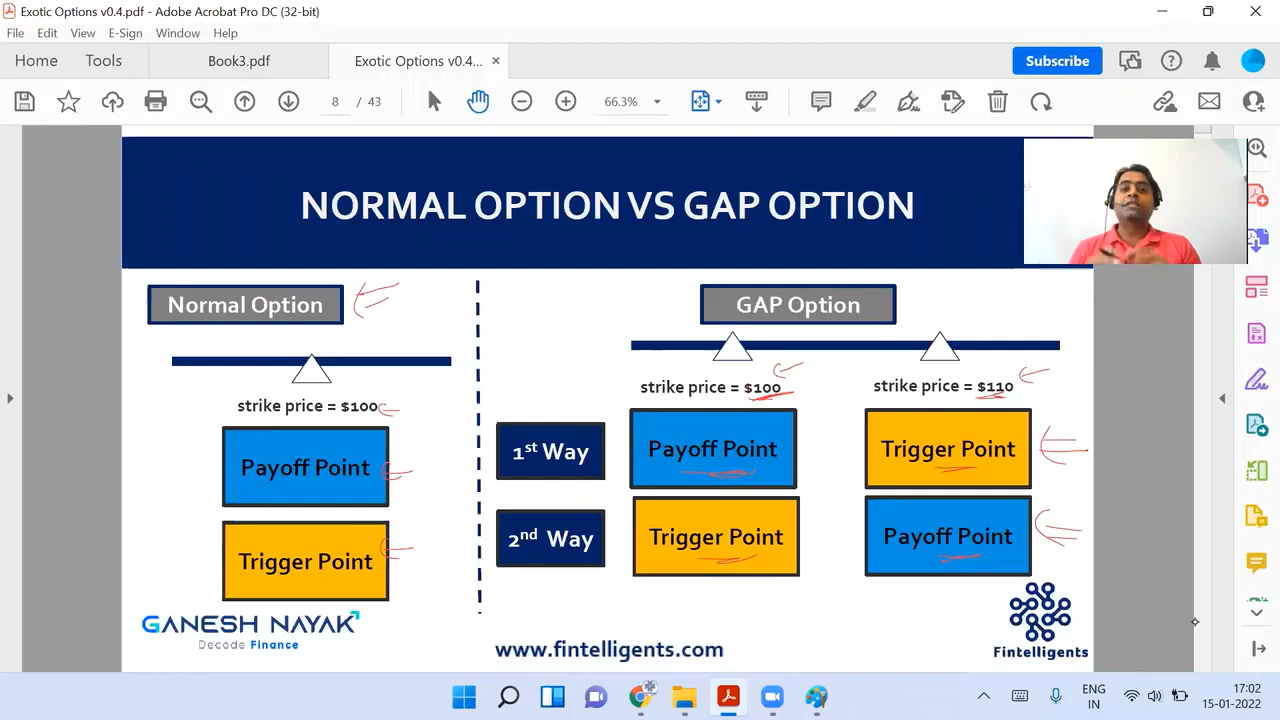 Exotic Options v0.4.pdf - Adobe Acrobat Pro DC (32-bit)
File Edit View E-Sign Window Help
Home Tools Book3.pdf Exotic Options v0.4... × Subscribe
8 / 43 66.3%
NORMAL OPTION VS GAP OPTION
Normal Option
strike price = $100
Payoff Point
Trigger Point
GAP Option
strike price = $100 strike price = $110
1st Way Payoff Point Trigger Point
2nd Way Trigger Point Payoff Point
GANESH NAYAK
Decode Finance
www.fintelligents.com
Fintelligents
ENG
IN
17:02
15-01-2022